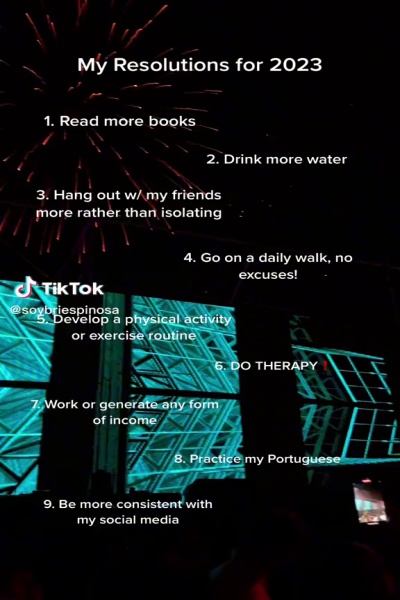 My Resolutions for 2023
1. Read more books
2. Drink more water
3. Hang out w/ my friends
more rather than isolating
4. Go on a daily walk, no
excuses!
TikTok
@soybriespinosa
5. Develop a physical activity
or exercise routine
6. DO THERAPY❗
7. Work or generate any form
of income
8. Practice my Portuguese
9. Be more consistent with
my social media